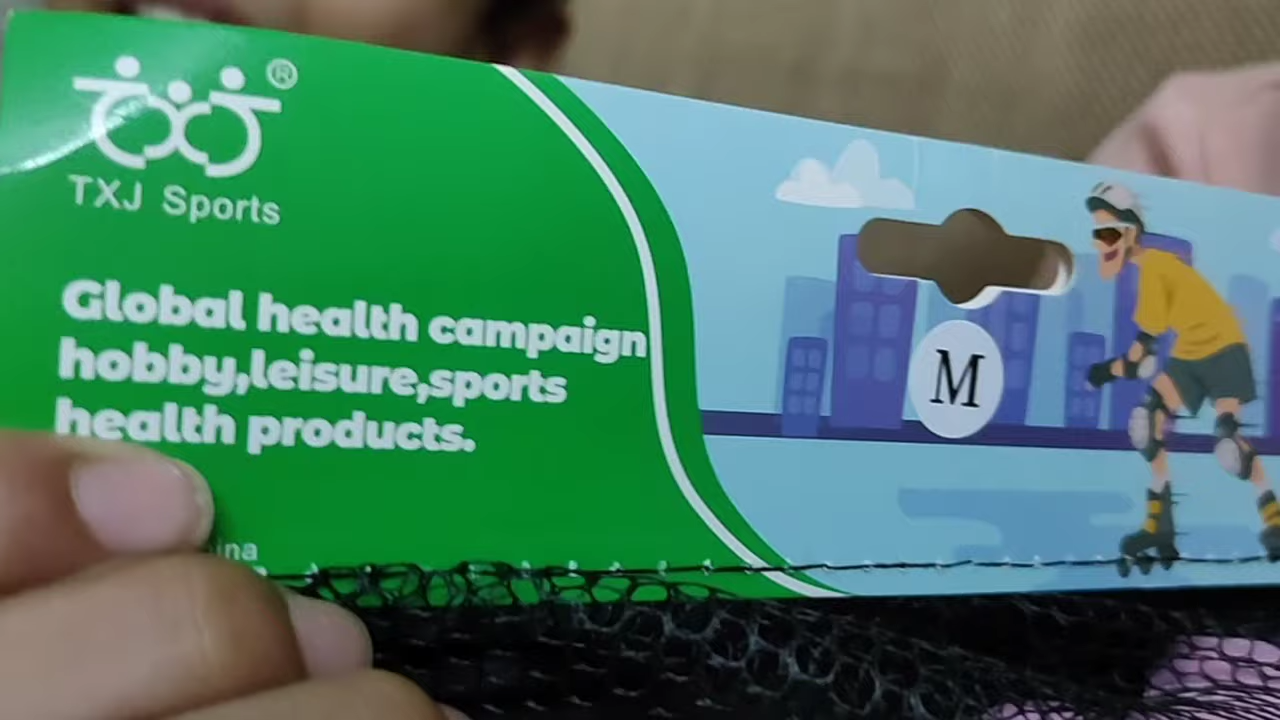 ®
TXJ Sports
Global health campaign
hobby,leisure,sports
health products.
M